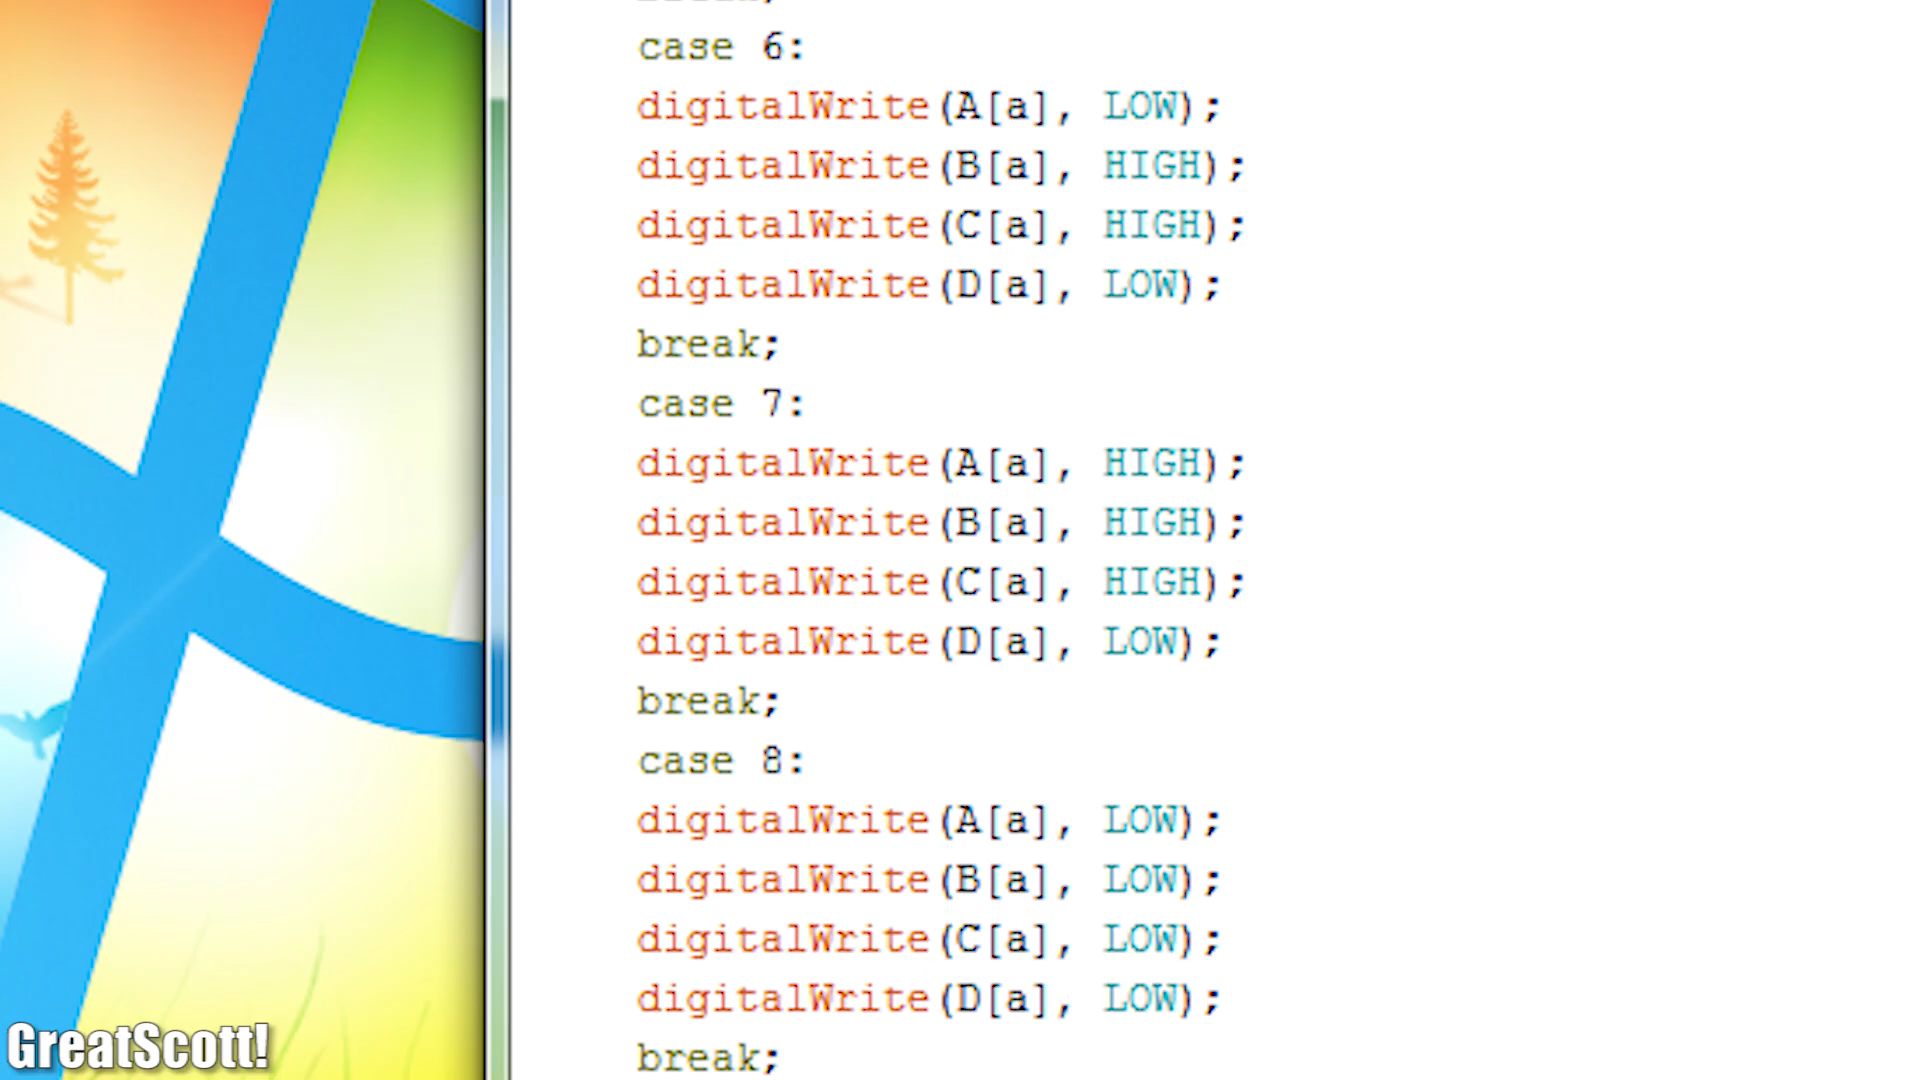 case 6:
digitalWrite(A[a], LOW);
digitalWrite(B[a], HIGH);
digitalWrite(C[a], HIGH);
digitalWrite(D[a], LOW);
break;
case 7:
digitalWrite(A[a], HIGH);
digitalWrite(B[a], HIGH);
digitalWrite(C[a], HIGH);
digitalWrite(D[a], LOW);
break;
case 8:
digitalWrite(A[a], LOW);
digitalWrite(B[a], LOW);
digitalWrite(C[a], LOW);
digitalWrite(D[a], LOW);
break;
GreatScott!